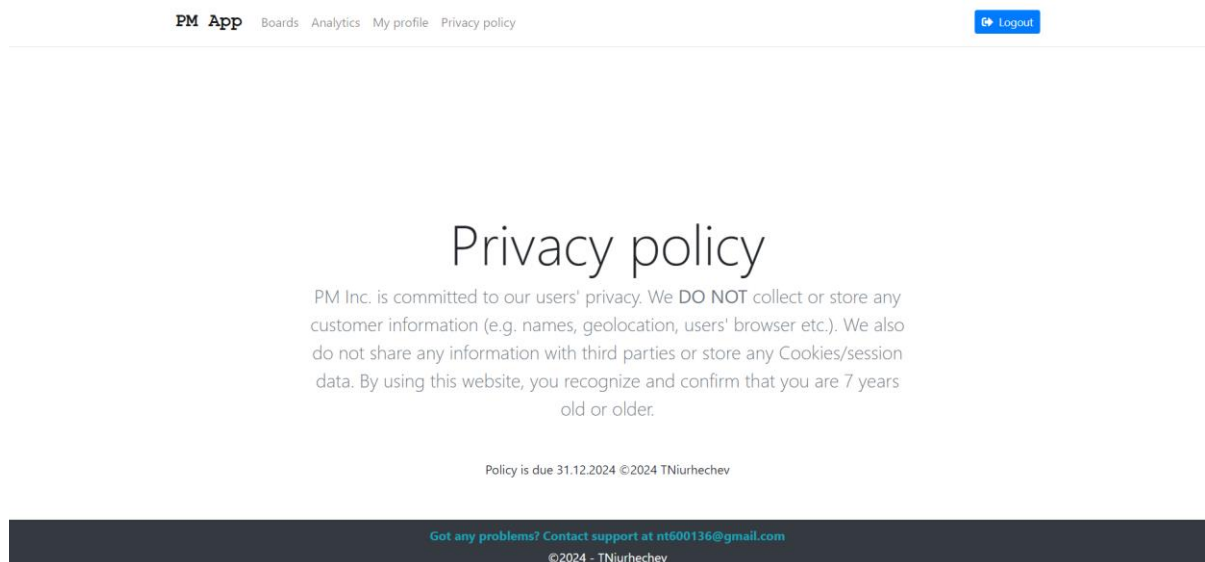 PM App Boards Analytics My profile Privacy policy Logout
Privacy policy
PM Inc. is committed to our users' privacy. We DO NOT collect or store any
customer information (e.g. names, geolocation, users' browser etc.). We also
do not share any information with third parties or store any Cookies/session
data. By using this website, you recognize and confirm that you are 7 years
old or older.
Policy is due 31.12.2024 ©2024 TNiurhechev
Got any problems? Contact support at nt600136@gmail.com
©2024 - TNiurhechev